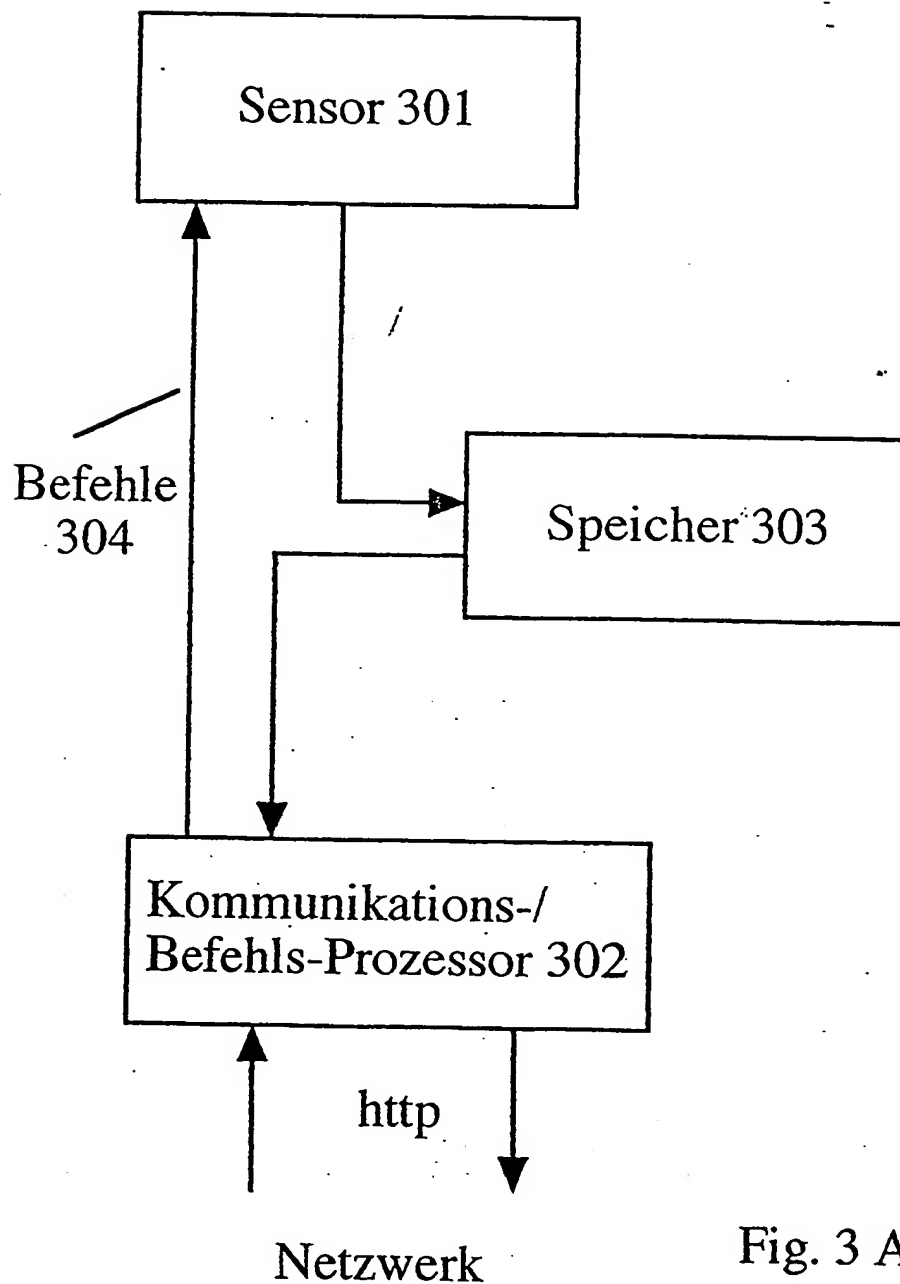 Sensor 301
Befehle
304
Speicher 303
Kommunikations-/
Befehls-Prozessor 302
http
Netzwerk
Fig. 3 A